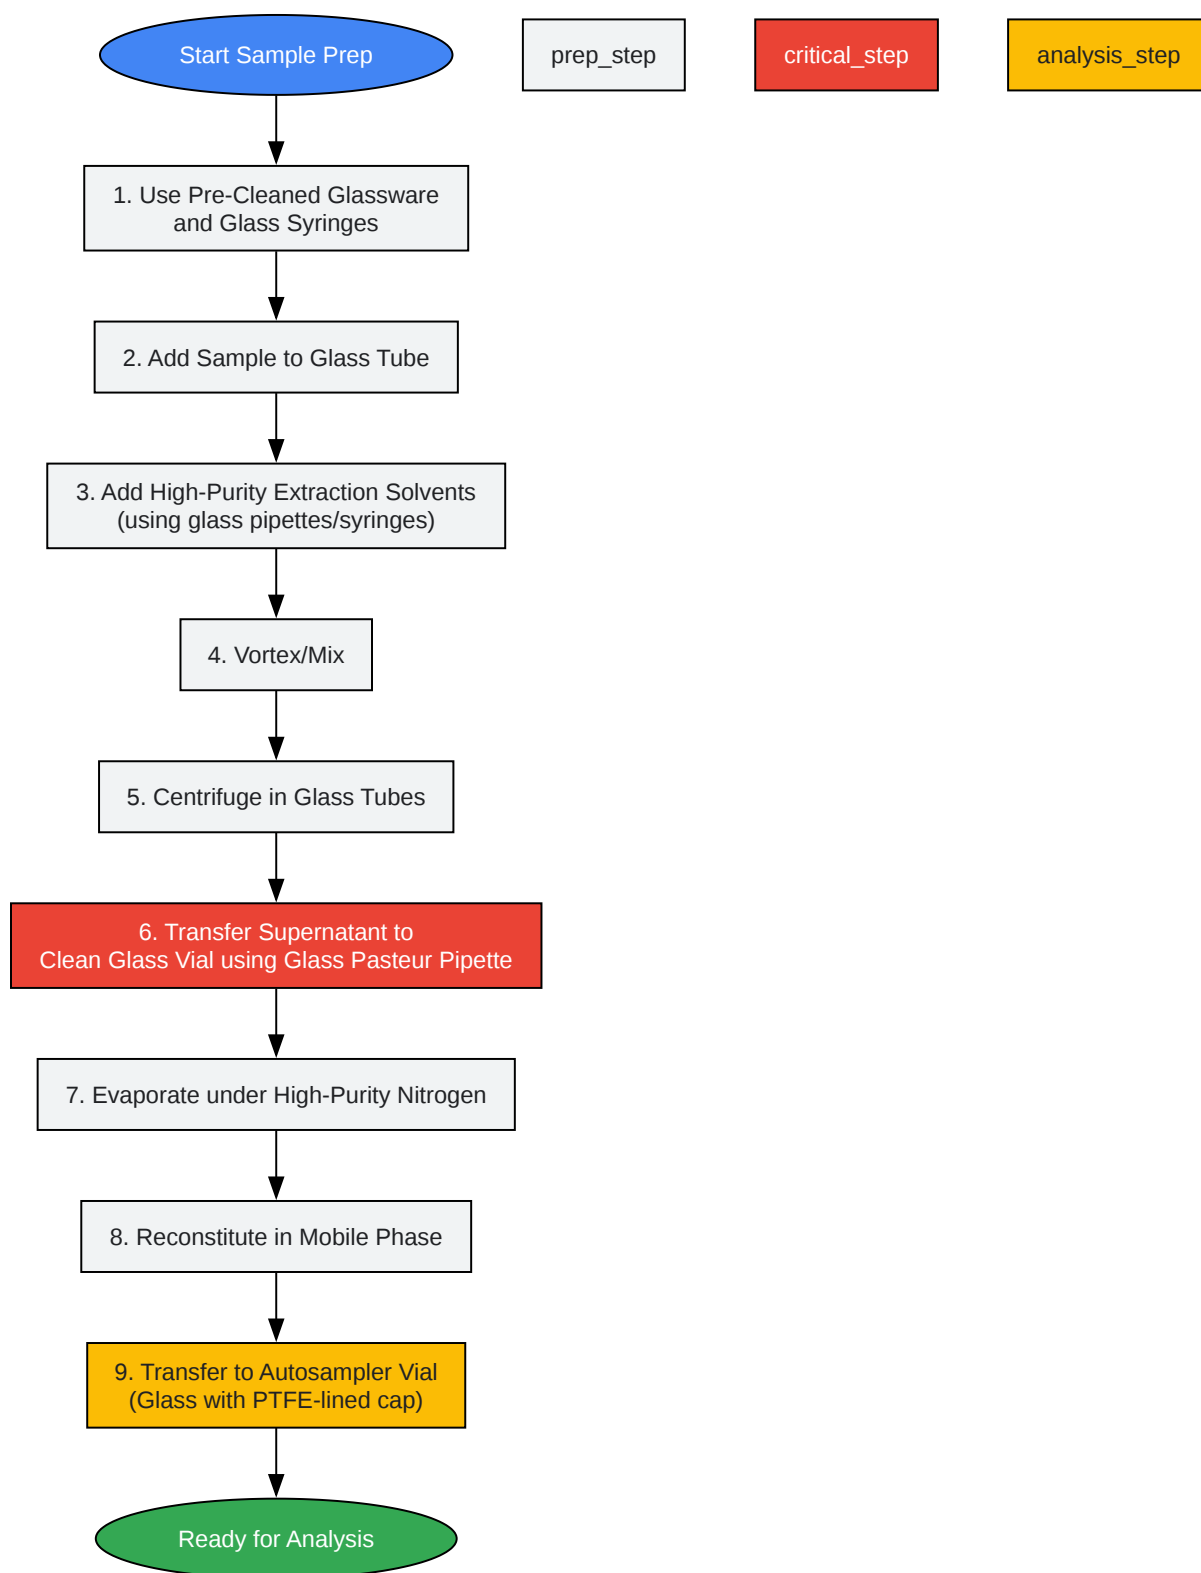 Start Sample Prep
prep_step
critical_step
analysis_step
1. Use Pre-Cleaned Glassware
and Glass Syringes
2. Add Sample to Glass Tube
3. Add High-Purity Extraction Solvents
(using glass pipettes/syringes)
4. Vortex/Mix
5. Centrifuge in Glass Tubes
6. Transfer Supernatant to
Clean Glass Vial using Glass Pasteur Pipette
7. Evaporate under High-Purity Nitrogen
8. Reconstitute in Mobile Phase
9. Transfer to Autosampler Vial
(Glass with PTFE-lined cap)
Ready for Analysis